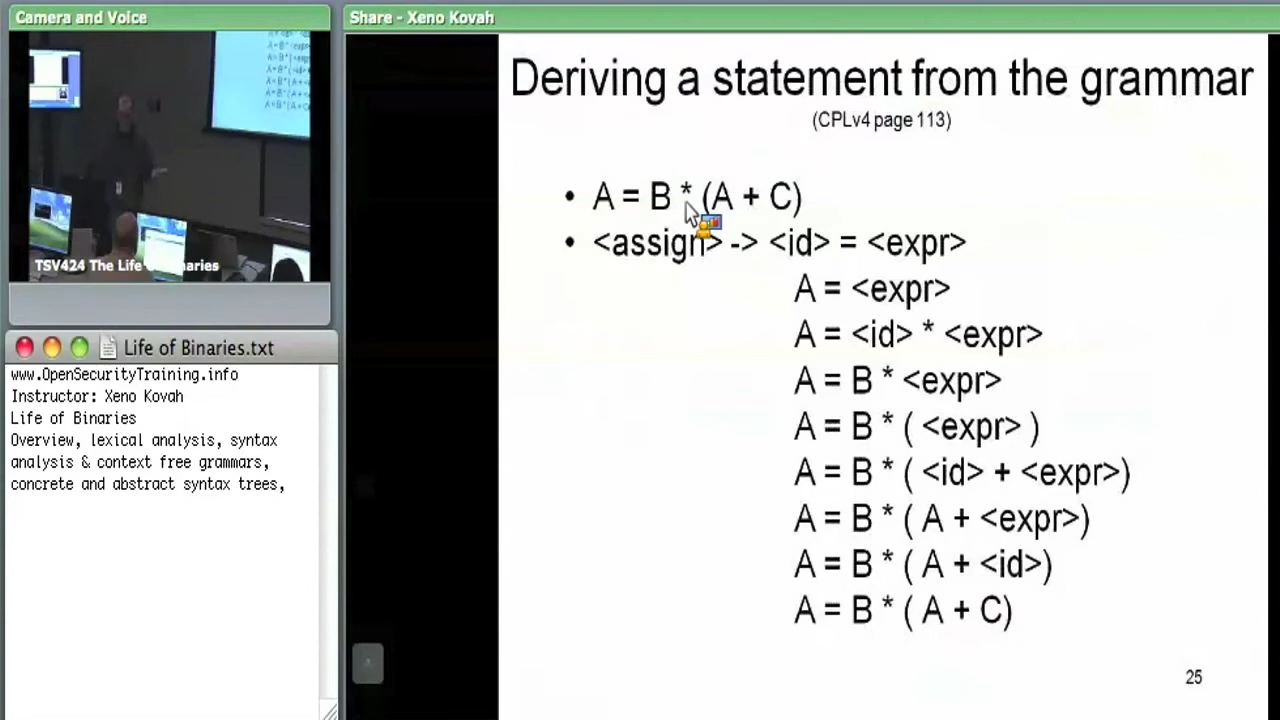 Camera and Voice
TSV424 The Life of Binaries
Life of Binaries.txt
www.OpenSecurityTraining.info
Instructor: Xeno Kovah
Life of Binaries
Overview, lexical analysis, syntax
analysis & context free grammars,
concrete and abstract syntax trees,
Share - Xeno Kovah
Deriving a statement from the grammar
(CPLv4 page 113)
• A = B * (A + C)
• <assign> -> <id> = <expr>
A = <expr>
A = <id> * <expr>
A = B * <expr>
A = B * ( <expr> )
A = B * ( <id> + <expr>)
A = B * ( A + <expr>)
A = B * ( A + <id>)
A = B * ( A + C)
25